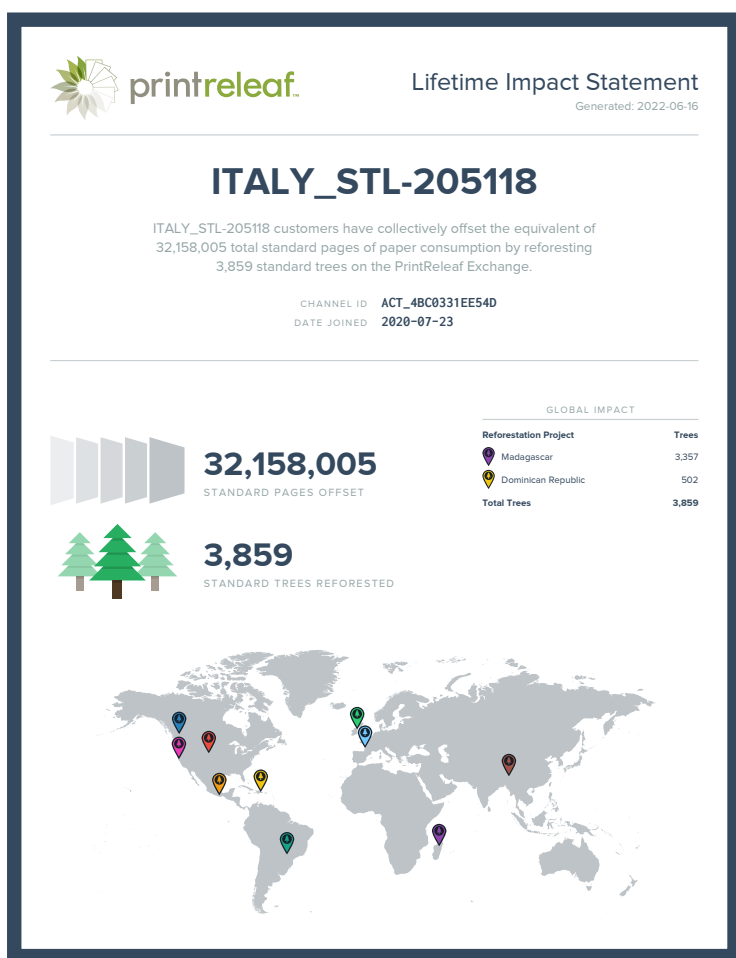 printreleaf™
Lifetime Impact Statement
Generated: 2022-06-16
ITALY_STL-205118
ITALY_STL-205118 customers have collectively offset the equivalent of
32,158,005 total standard pages of paper consumption by reforesting
3,859 standard trees on the PrintReleaf Exchange.
CHANNEL ID ACT_4BC0331EE54D
DATE JOINED 2020-07-23
32,158,005
STANDARD PAGES OFFSET
3,859
STANDARD TREES REFORESTED
GLOBAL IMPACT
Reforestation Project Trees
Madagascar 3,357
Dominican Republic 502
Total Trees 3,859